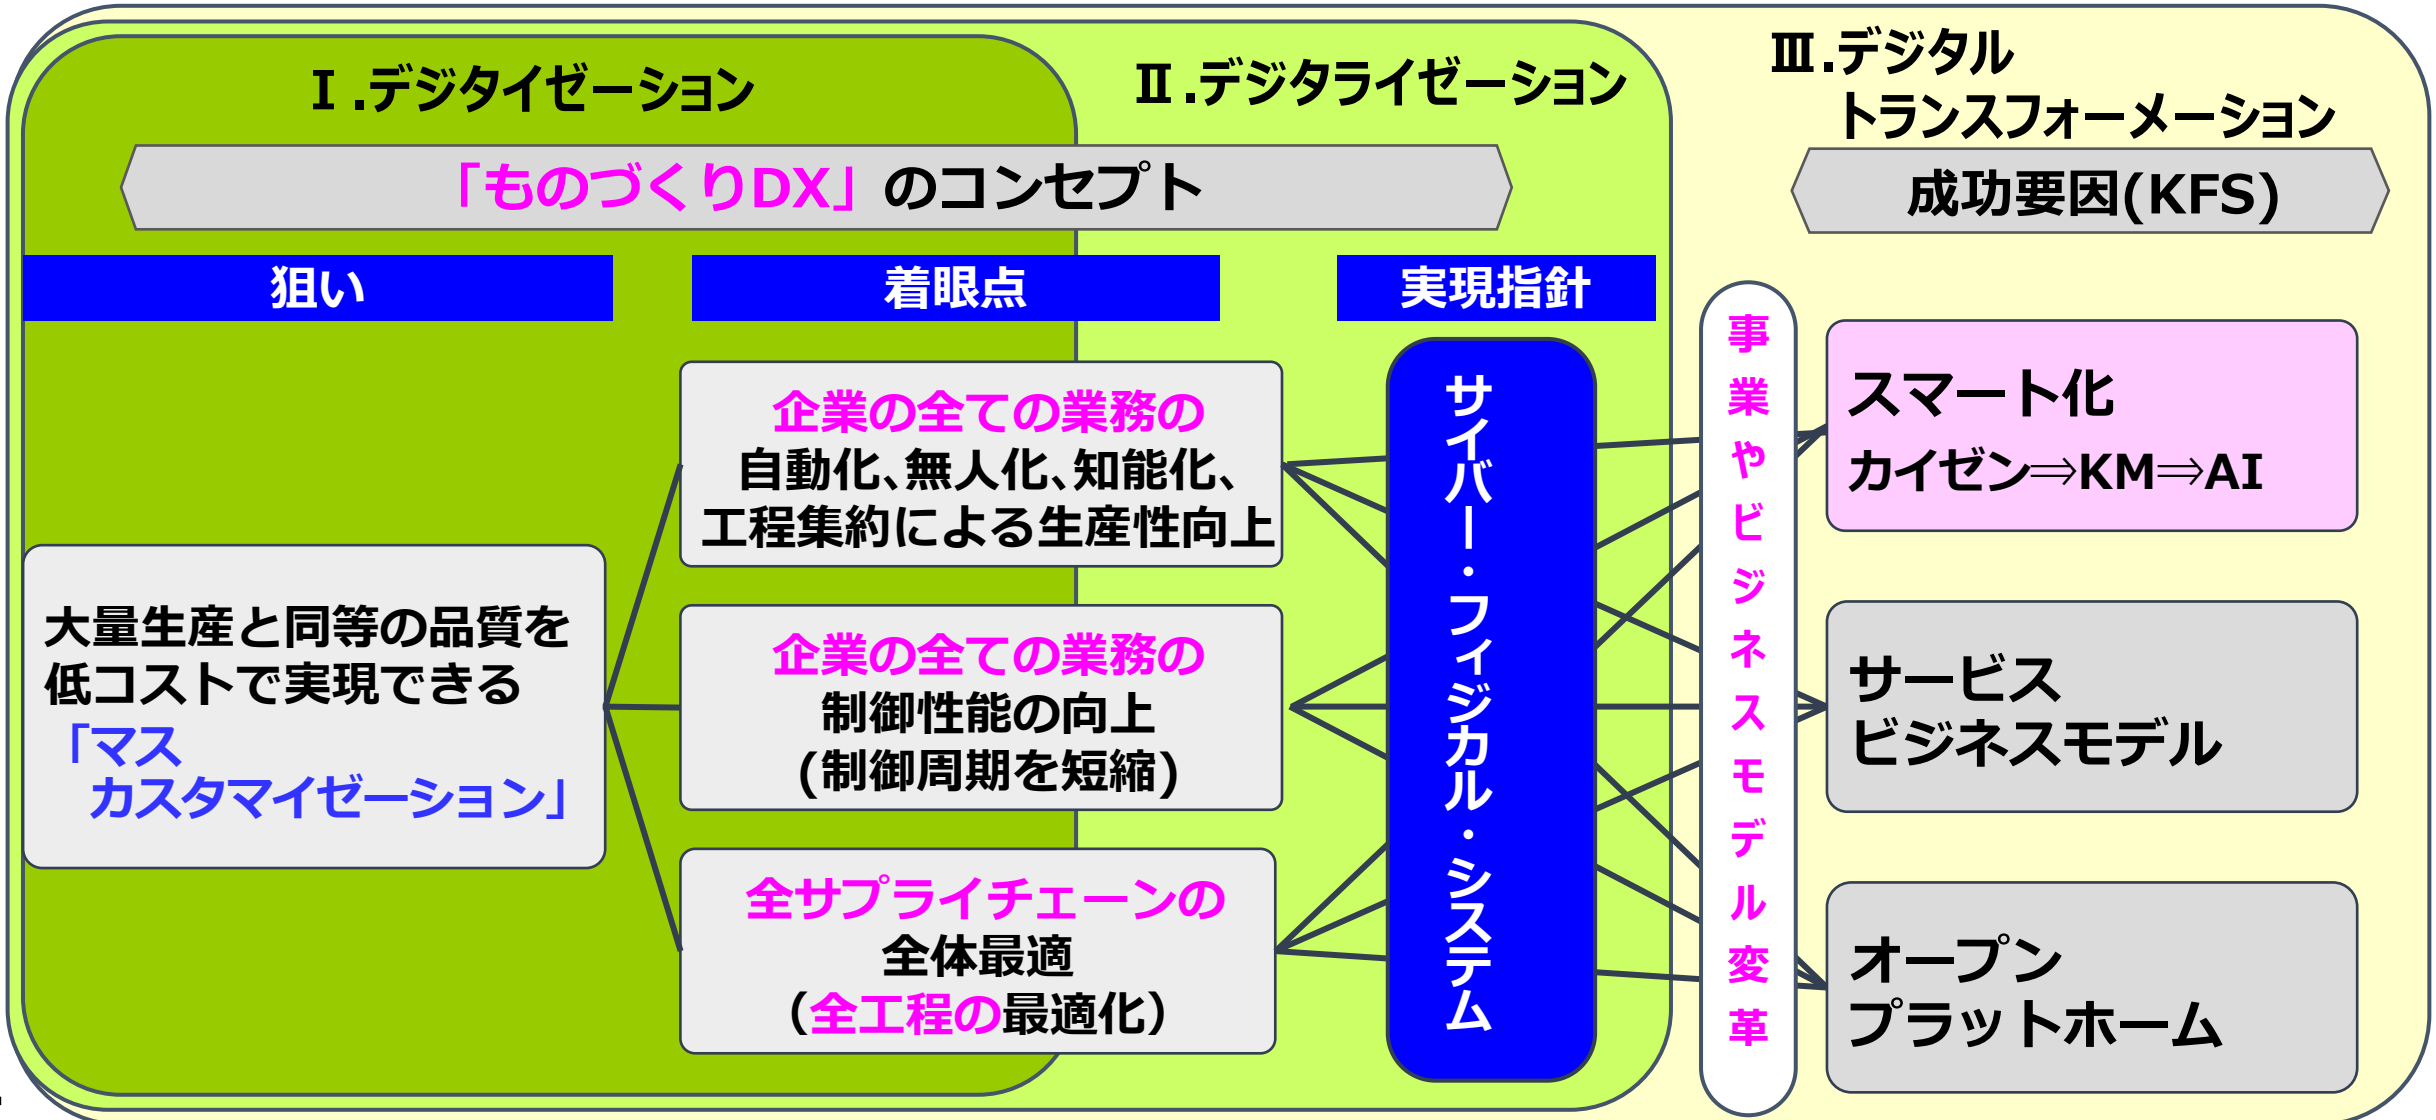 Ⅰ.デジタイゼーション
Ⅱ.デジタライゼーション
Ⅲ.デジタル
トランスフォーメーション
「ものづくりDX」のコンセプト
成功要因(KFS)
狙い
着眼点
実現指針
大量生産と同等の品質を
低コストで実現できる
「マス
カスタマイゼーション」
企業の全ての業務の
自動化、無人化、知能化、
工程集約による生産性向上
企業の全ての業務の
制御性能の向上
(制御周期を短縮)
全サプライチェーンの
全体最適
（全工程の最適化）
サイバー・フィジカル・システム
事業やビジネスモデル変革
スマート化
カイゼン⇒KM⇒AI
サービス
ビジネスモデル
オープン
プラットホーム